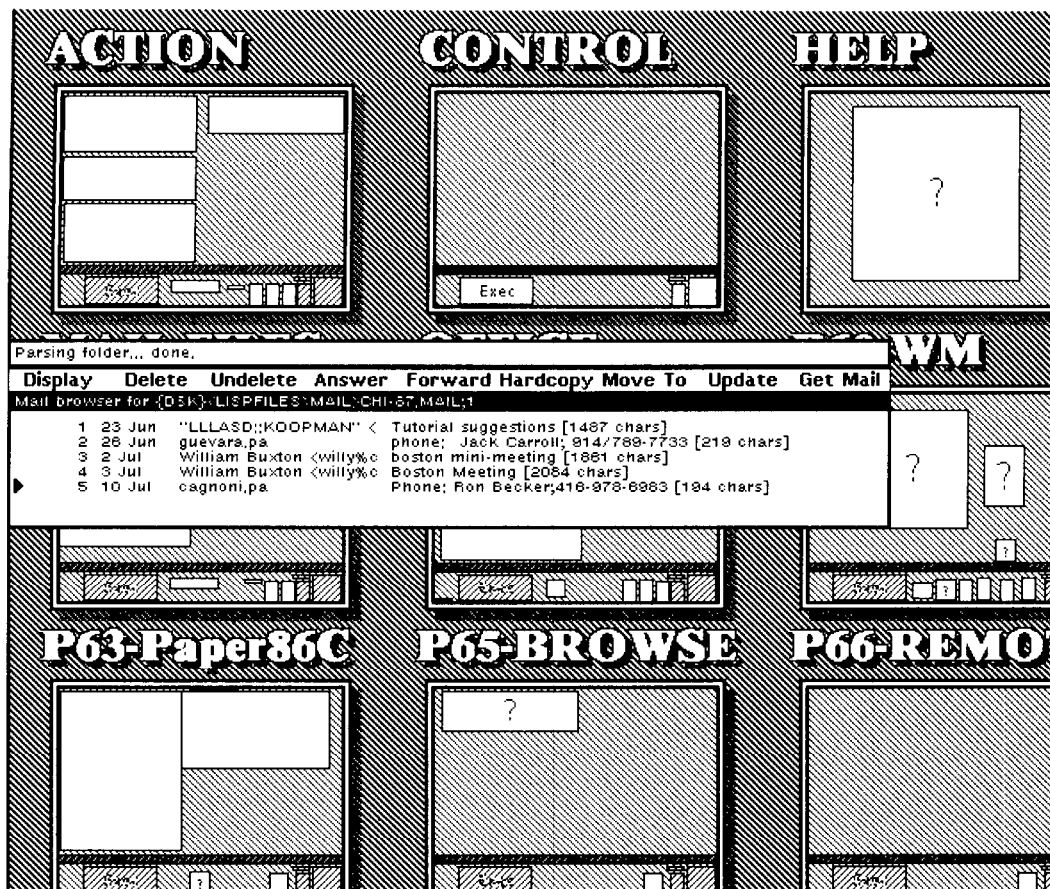 ACTION CONTROL HELP
?
Exec
WM
Parsing folder... done.
Display Delete Undelete Answer Forward Hardcopy Move To Update Get Mail
Mail browser for {DSK}<LISPFILES>MAIL>CHI-87.MAIL;1
1 23 Jun "LLLASD::KOOPMAN" < Tutorial suggestions [1487 chars]
2 26 Jun guevara.pa phone: Jack Carroll; 914/789-7733 [219 chars]
3 2 Jul William Buxton <willy%c boston mini-meeting [1861 chars]
4 3 Jul William Buxton <willy%c Boston Meeting [2084 chars]
5 10 Jul cagnoni.pa Phone: Ron Becker;416-978-6983 [194 chars]
? ?
?
?
P63-Paper86C P65-BROWSE P66-REMO
?
?